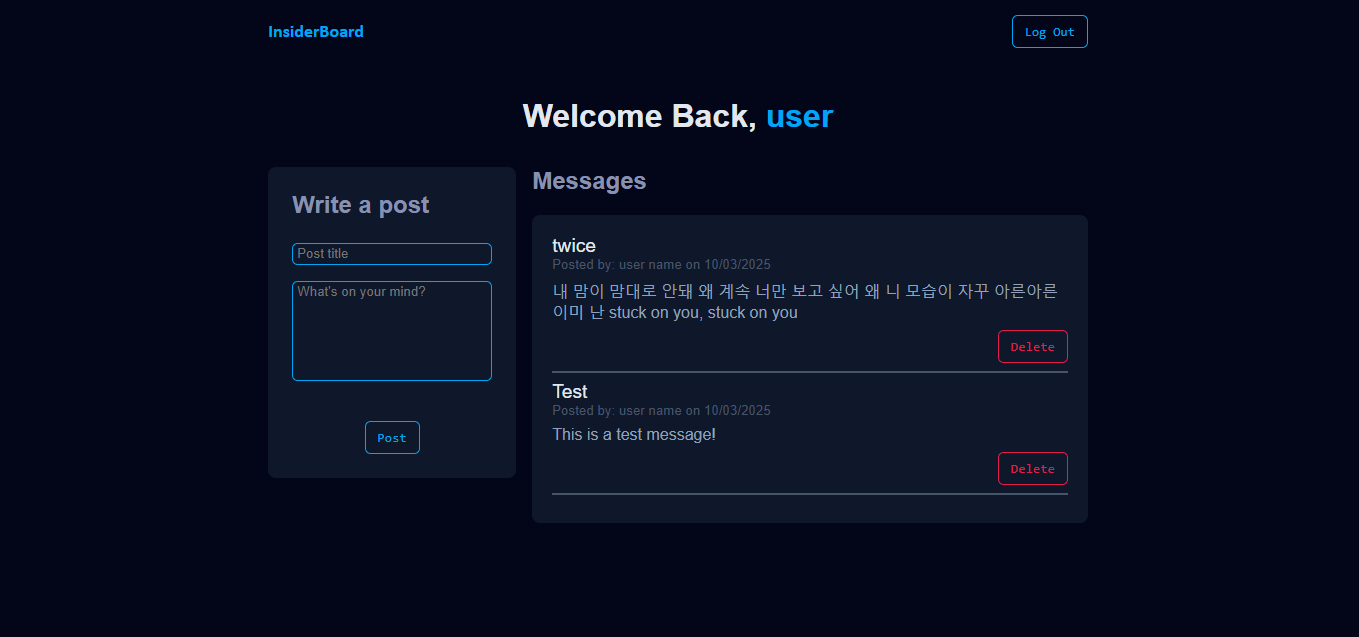 InsiderBoard
Log Out
Welcome Back, user
Write a post
Post title
What's on your mind?
Post
Messages
twice
Posted by: user name on 10/03/2025
내 맘이 맘대로 안돼 왜 계속 너만 보고 싶어 왜 니 모습이 자꾸 아른아른
이미 난 stuck on you, stuck on you
Delete
Test
Posted by: user name on 10/03/2025
This is a test message!
Delete